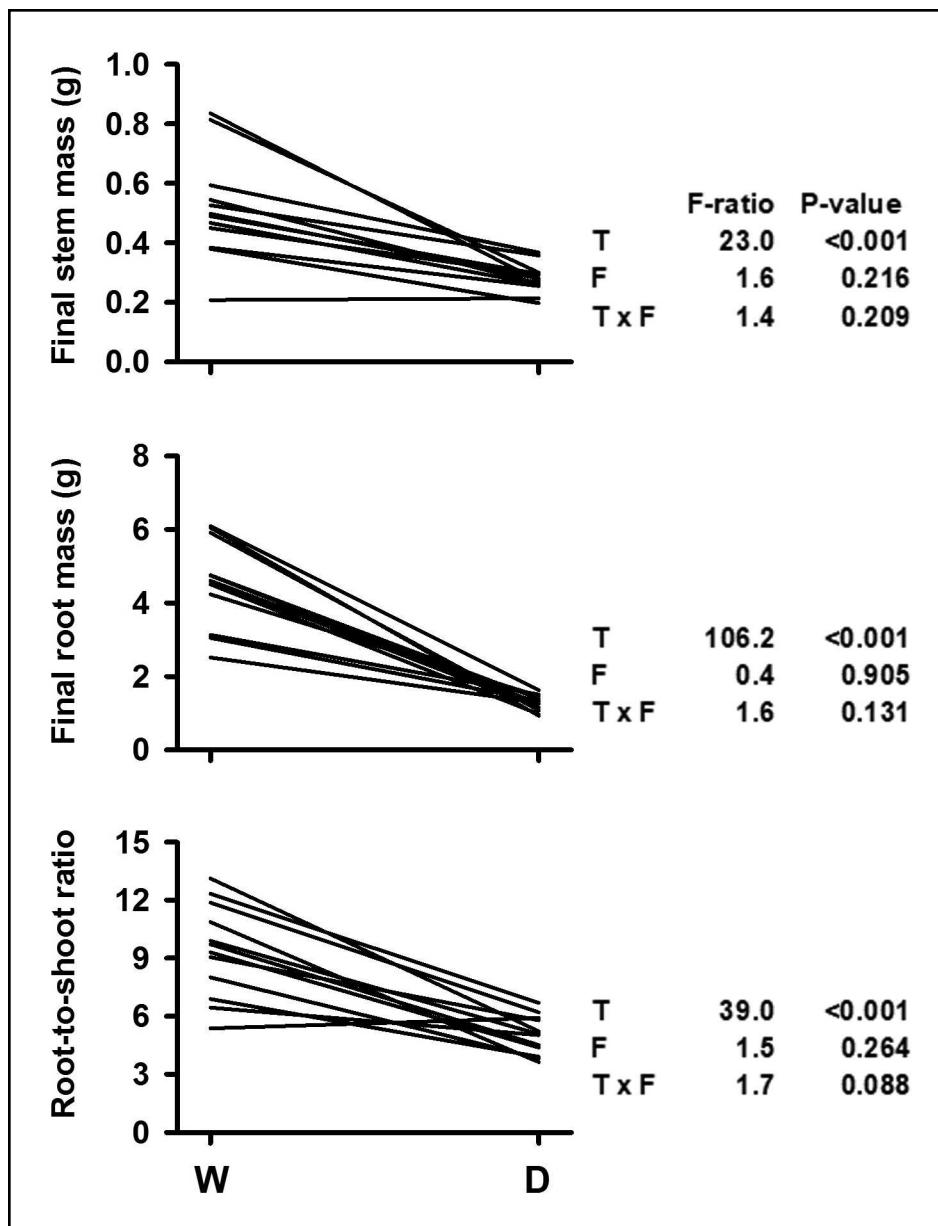 Final stem mass (g)
1.0
0.8
0.6
0.4
0.2
0.0
F-ratio P-value
T 23.0 <0.001
F 1.6 0.216
T x F 1.4 0.209
Final root mass (g)
8
6
4
2
0
T 106.2 <0.001
F 0.4 0.905
T x F 1.6 0.131
Root-to-shoot ratio
15
12
9
6
3
0
T 39.0 <0.001
F 1.5 0.264
T x F 1.7 0.088
W D